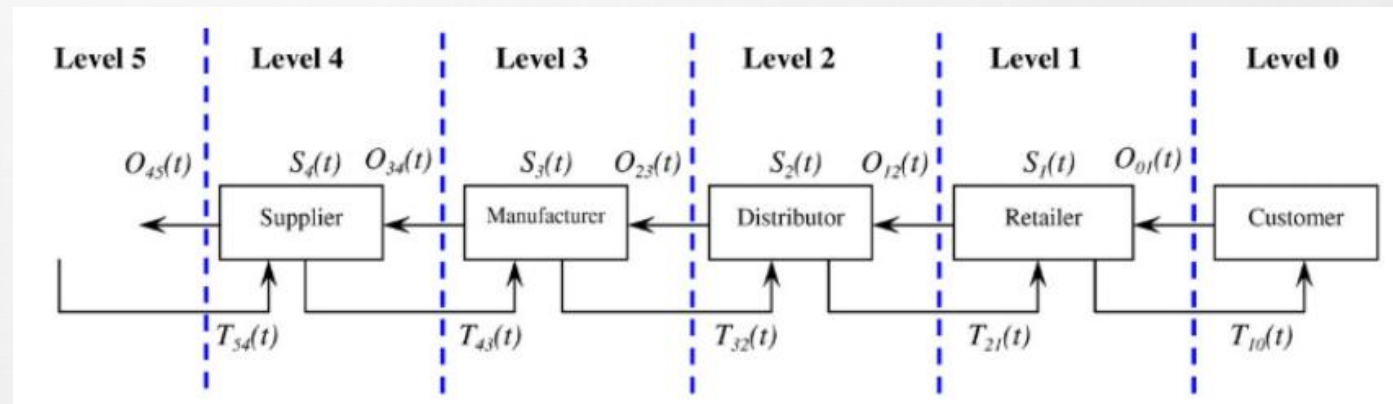 Level 5 Level 4 Level 3 Level 2 Level 1 Level 0
O₄₅(t) S₄(t) O₃₄(t) S₃(t) O₂₃(t) S₂(t) O₁₂(t) S₁(t) O₀₁(t)
Supplier Manufacturer Distributor Retailer Customer
T₅₄(t) T₄₃(t) T₃₂(t) T₂₁(t) T₁₀(t)